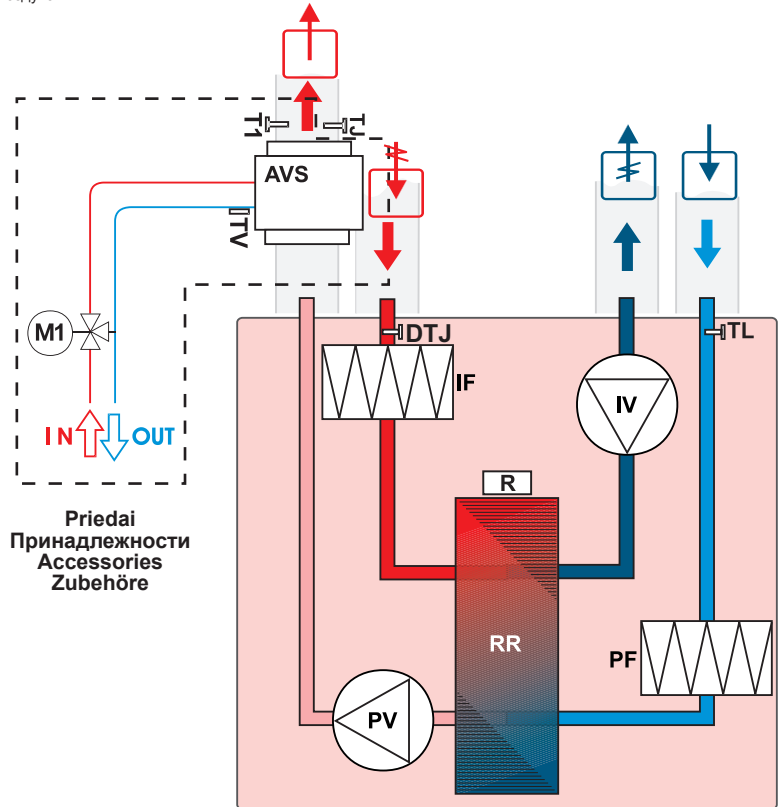 T1
TJ
AVS
TV
M1
IN
OUT
DTJ
TL
IF
IV
R
Priedai
Принадлежности
Accessories
Zubehöre
RR
PF
PV